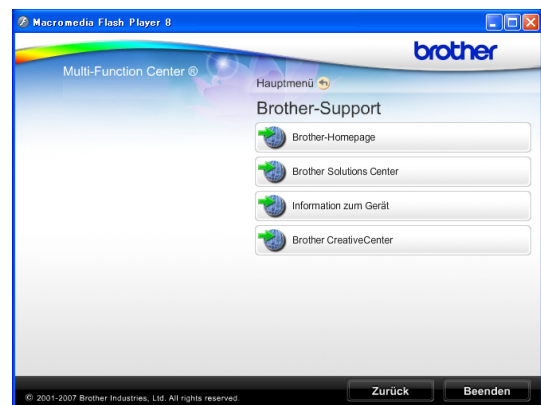 Macromedia Flash Player 8
brother
Multi-Function Center ®
Hauptmenü
Brother-Support
Brother-Homepage
Brother Solutions Center
Information zum Gerät
Brother CreativeCenter
Zurück
Beenden
© 2001-2007 Brother Industries, Ltd. All rights reserved.